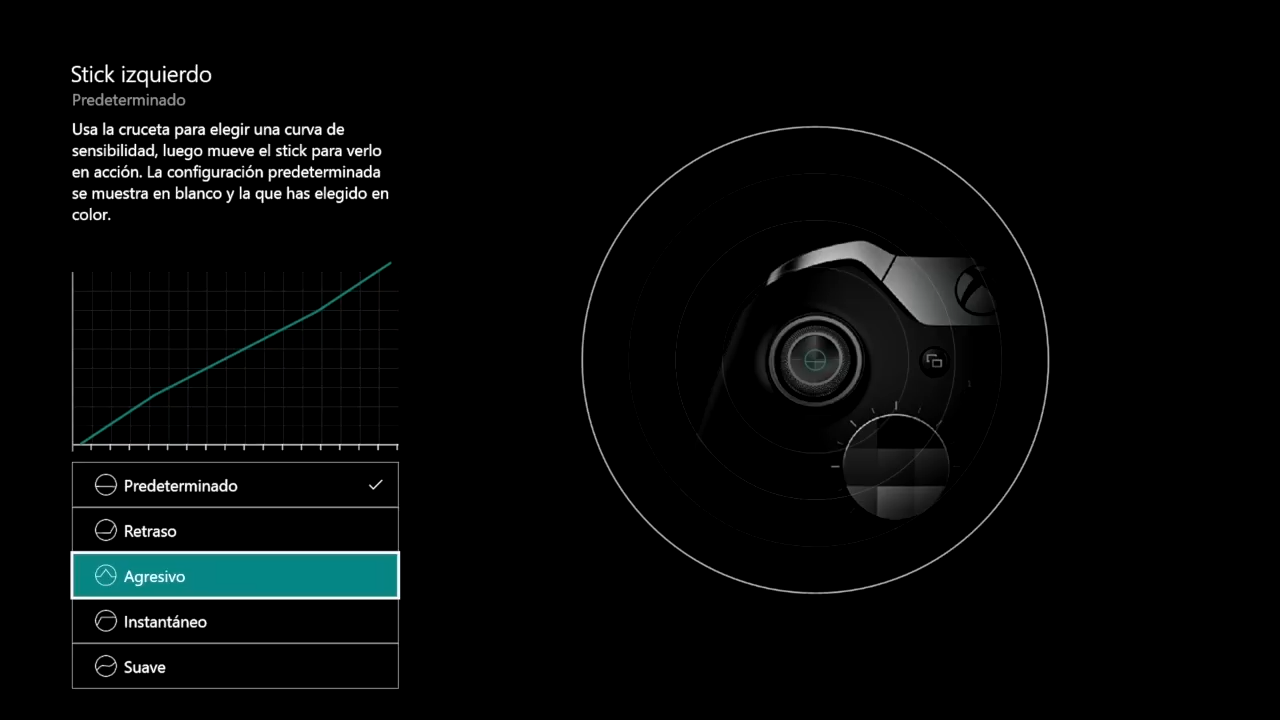 Stick izquierdo
Predeterminado
Usa la cruceta para elegir una curva de
sensibilidad, luego mueve el stick para verlo
en acción. La configuración predeterminada
se muestra en blanco y la que has elegido en
color.
Predeterminado
Retraso
Agresivo
Instantáneo
Suave